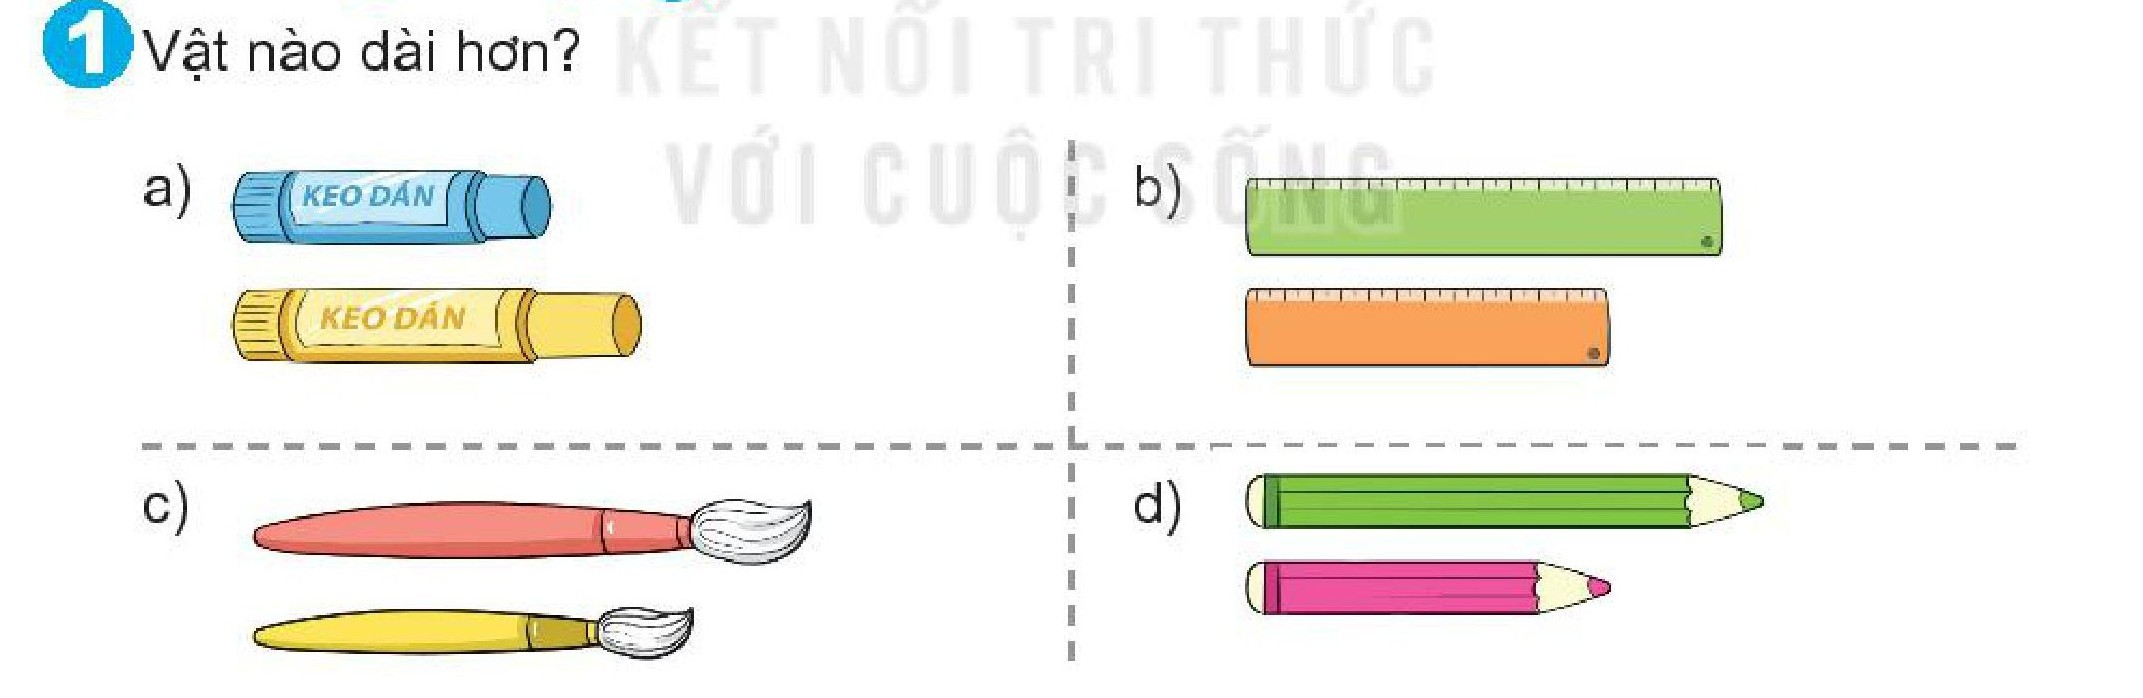 1 Vật nào dài hơn?
KẾT NỐI TRI THỨC
VỚI CUỘC SỐNG
a)
KEO DÁN
KEO DÁN
b)
c)
d)